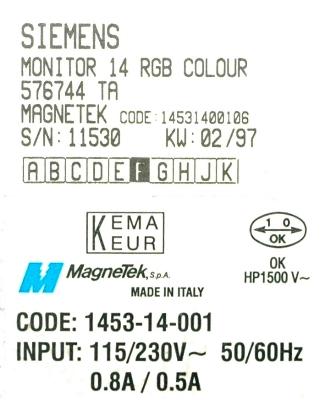 SIEMENS
MONITOR 14 RGB COLOUR
576744 TA
MAGNETEK CODE:14531400106
S/N: 11530 KW: 02/97
A B C D E F G H J K
KEMA
KEUR
1 0
OK
OK
HP1500 V~
MagneTek, S.p.A.
MADE IN ITALY
CODE: 1453-14-001
INPUT: 115/230V~ 50/60Hz
0.8A / 0.5A